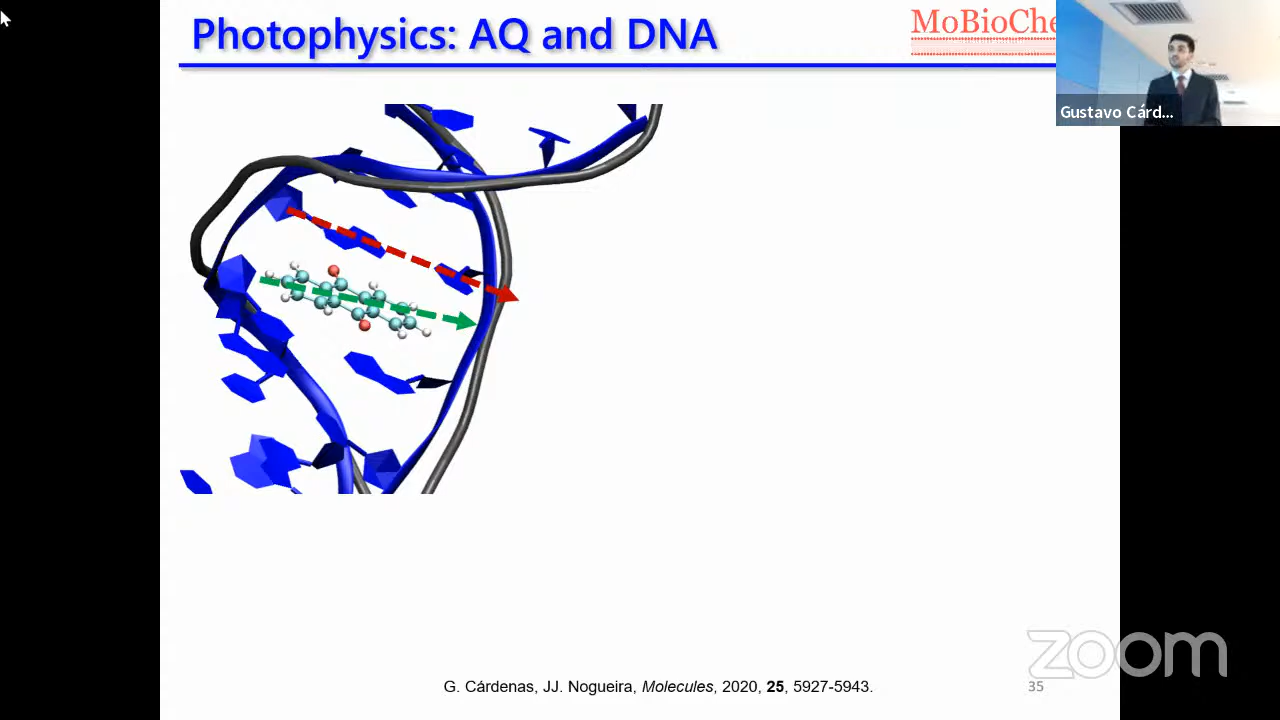 Photophysics: AQ and DNA
MoBioChe
Gustavo Cárd...
zoom
G. Cárdenas, JJ. Nogueira, Molecules, 2020, 25, 5927-5943.
35